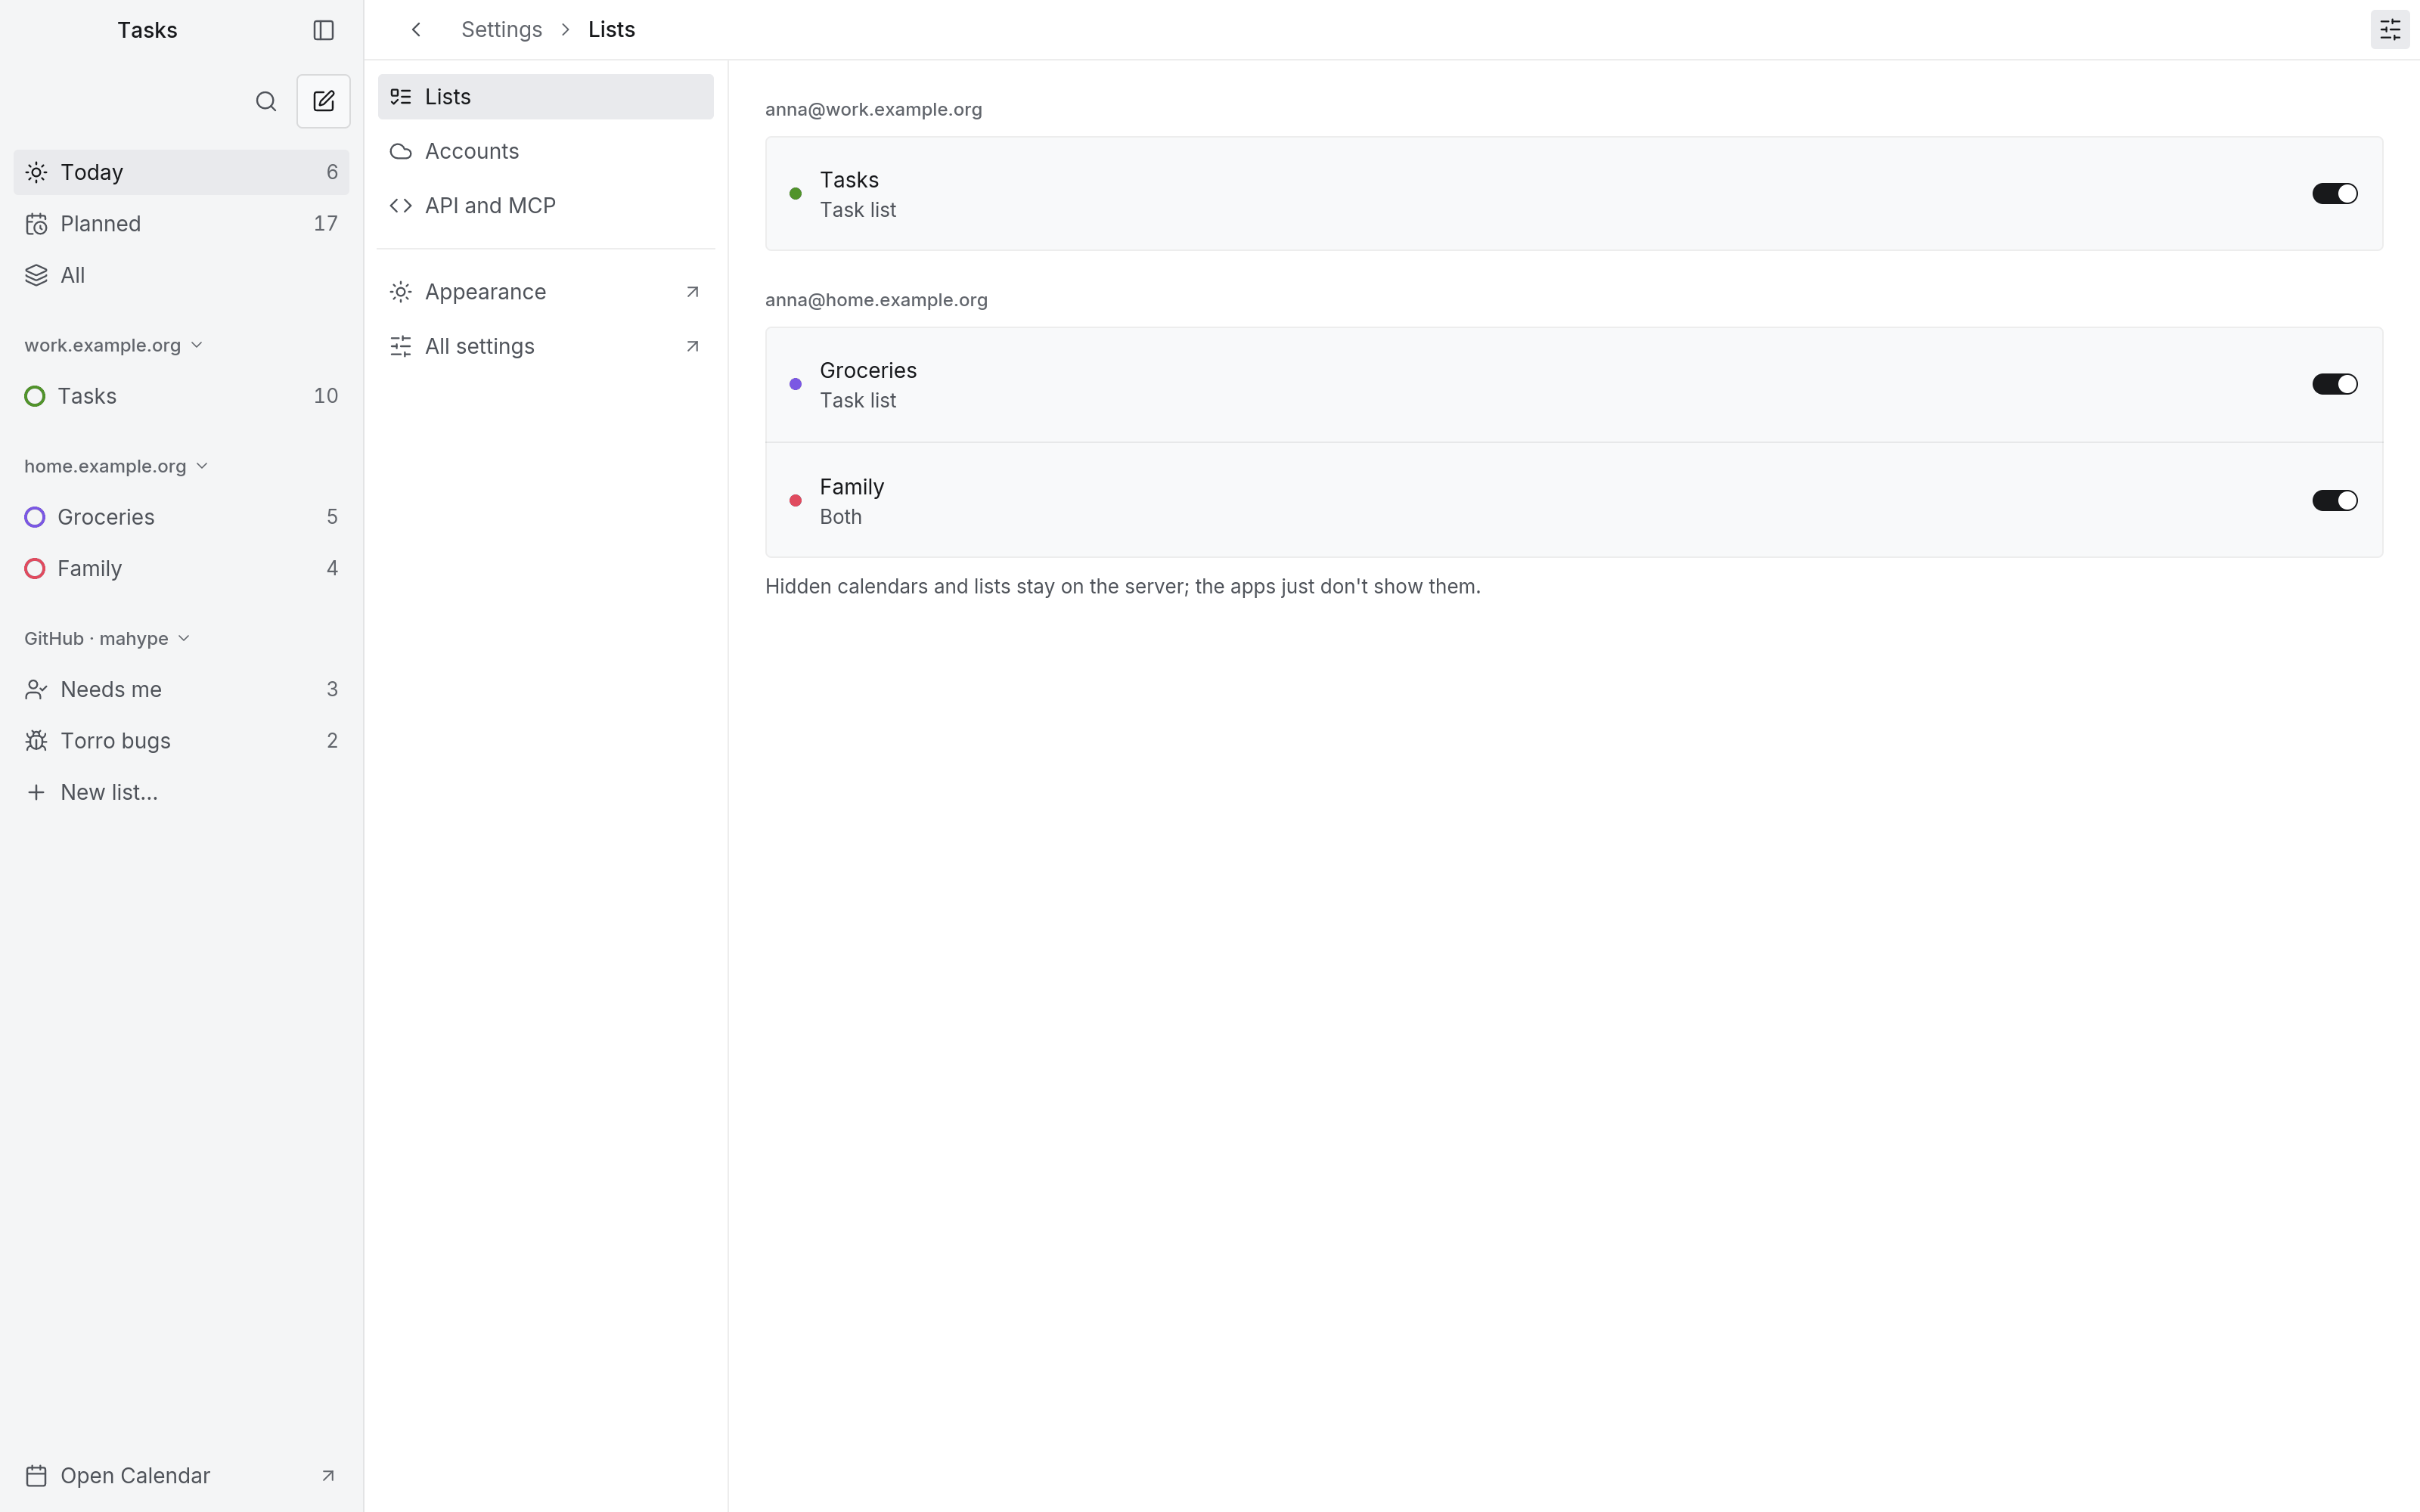 Tasks
Today 6
Planned 17
All
work.example.org
Tasks 10
home.example.org
Groceries 5
Family 4
GitHub · mahype
Needs me 3
Torro bugs 2
New list...
Open Calendar
Settings > Lists
Lists
Accounts
API and MCP
Appearance
All settings
anna@work.example.org
Tasks
Task list
anna@home.example.org
Groceries
Task list
Family
Both
Hidden calendars and lists stay on the server; the apps just don't show them.